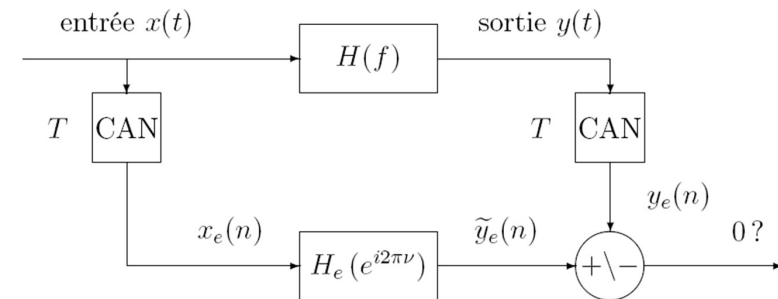 entrée x(t)
sortie y(t)
H(f)
T
CAN
T
CAN
y_e(n)
x_e(n)
ỹ_e(n)
0 ?
H_e (e^{i2πν})
+\−